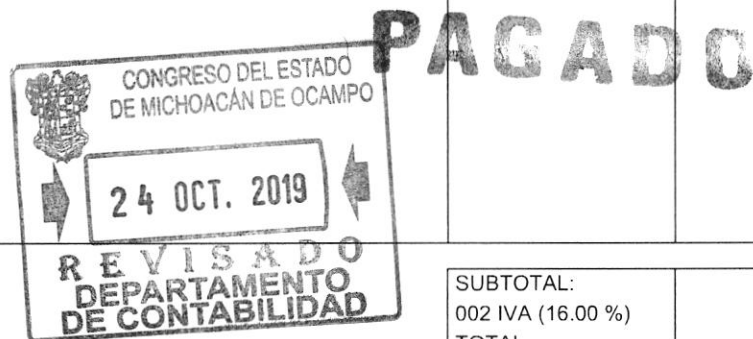 PAGADO
CONGRESO DEL ESTADO
DE MICHOACÁN DE OCAMPO
24 OCT. 2019
REVISADO
DEPARTAMENTO
DE CONTABILIDAD
SUBTOTAL:
002 IVA (16.00 %)
TOTAL